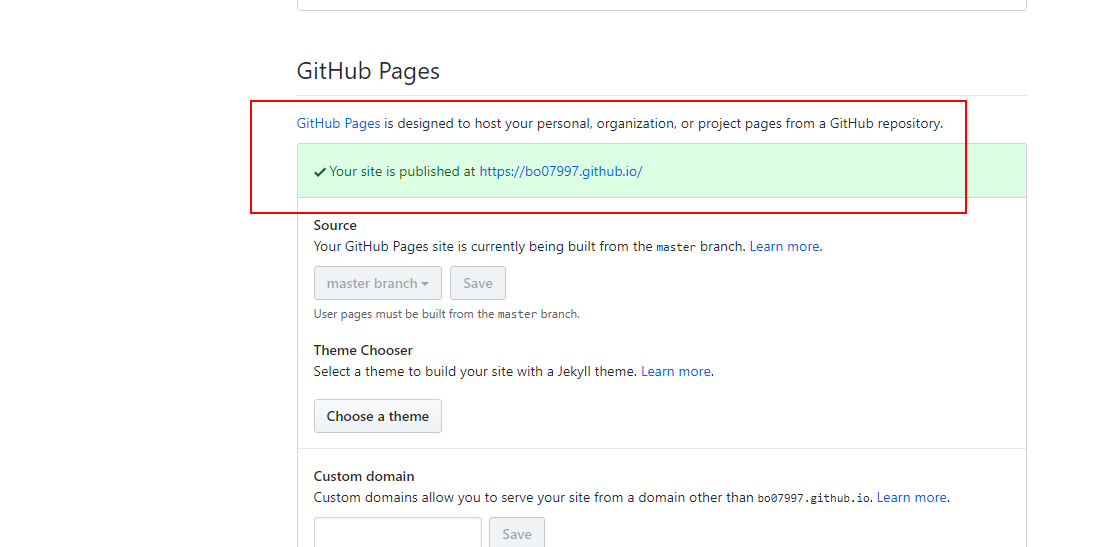 GitHub Pages
GitHub Pages is designed to host your personal, organization, or project pages from a GitHub repository.
Your site is published at https://bo07997.github.io/
Source
Your GitHub Pages site is currently being built from the master branch. Learn more.
master branch Save
User pages must be built from the master branch.
Theme Chooser
Select a theme to build your site with a Jekyll theme. Learn more.
Choose a theme
Custom domain
Custom domains allow you to serve your site from a domain other than bo07997.github.io. Learn more.
Save